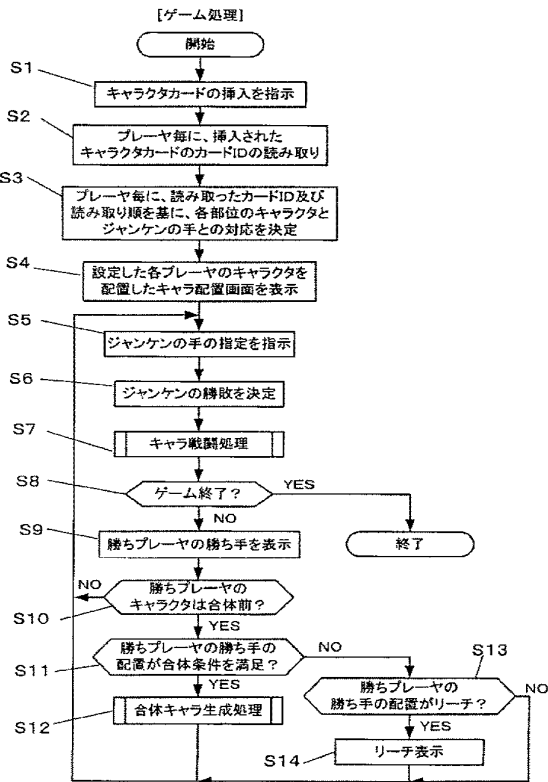 [ゲーム処理]
開始
S1
キャラクタカードの挿入を指示
S2
プレーヤ毎に、挿入された
キャラクタカードのカードIDの読み取り
S3
プレーヤ毎に、読み取ったカードID及び
読み取り順を基に、各部位のキャラクタと
ジャンケンの手との対応を決定
S4
設定した各プレーヤのキャラクタを
配置したキャラ配置画面を表示
S5
ジャンケンの手の指定を指示
S6
ジャンケンの勝敗を決定
S7
キャラ戦闘処理
S8
ゲーム終了？
YES
NO
S9
勝ちプレーヤの勝ち手を表示
終了
NO
勝ちプレーヤの
キャラクタは合体前？
S10
YES
勝ちプレーヤの勝ち手の
配置が合体条件を満足？
NO
S11
YES
S13
勝ちプレーヤの
勝ち手の配置がリーチ？
NO
合体キャラ生成処理
S12
YES
リーチ表示
S14